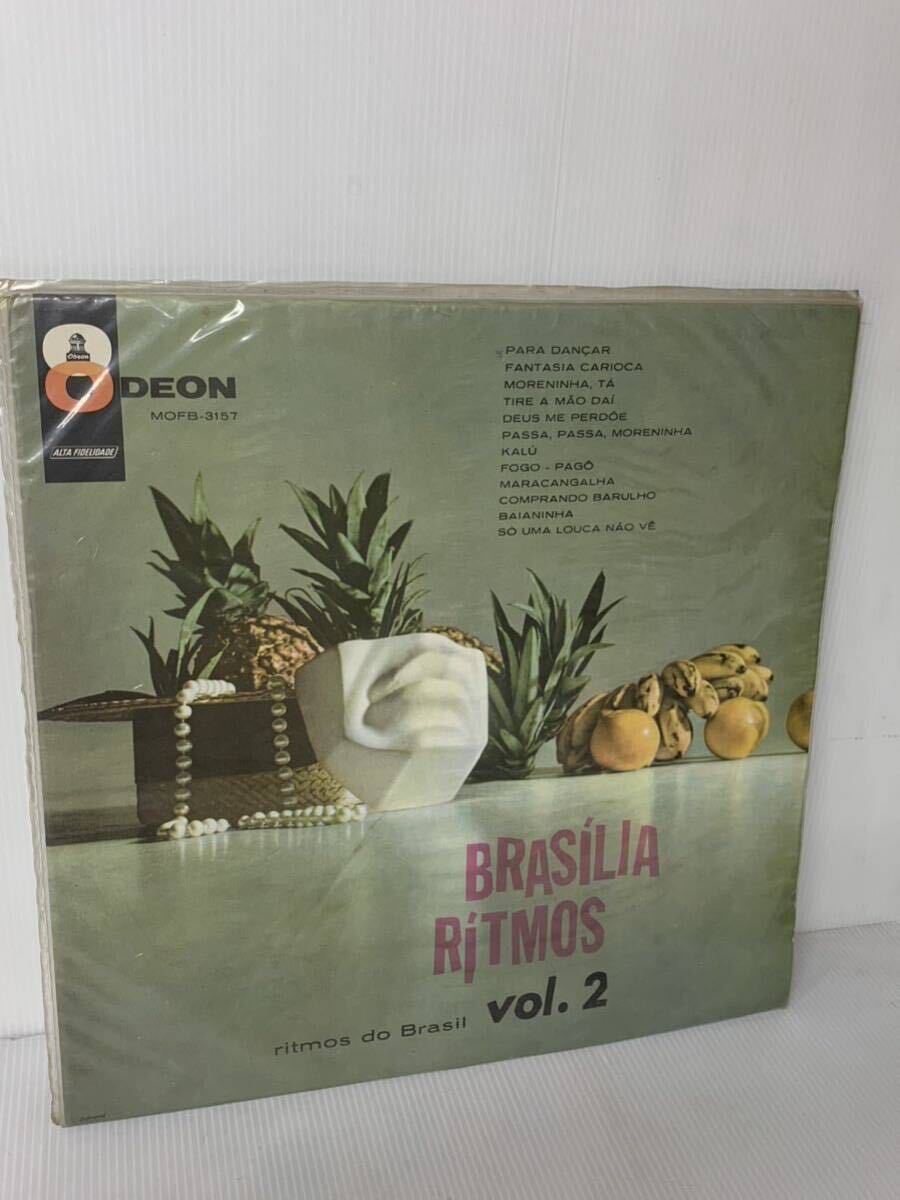 Odeon
ODEON
MOFB-3157
ALTA FIDELIDADE
PARA DANÇAR
FANTASIA CARIOCA
MORENINHA, TÁ
TIRE A MÃO DAÍ
DEUS ME PERDÔE
PASSA, PASSA, MORENINHA
KALÚ
FOGO - PAGÔ
MARACANGALHA
COMPRANDO BARULHO
BAIANINHA
SÓ UMA LOUCA NÃO VÊ
BRASÍLIA
RÍTMOS
ritmos do Brasil vol. 2